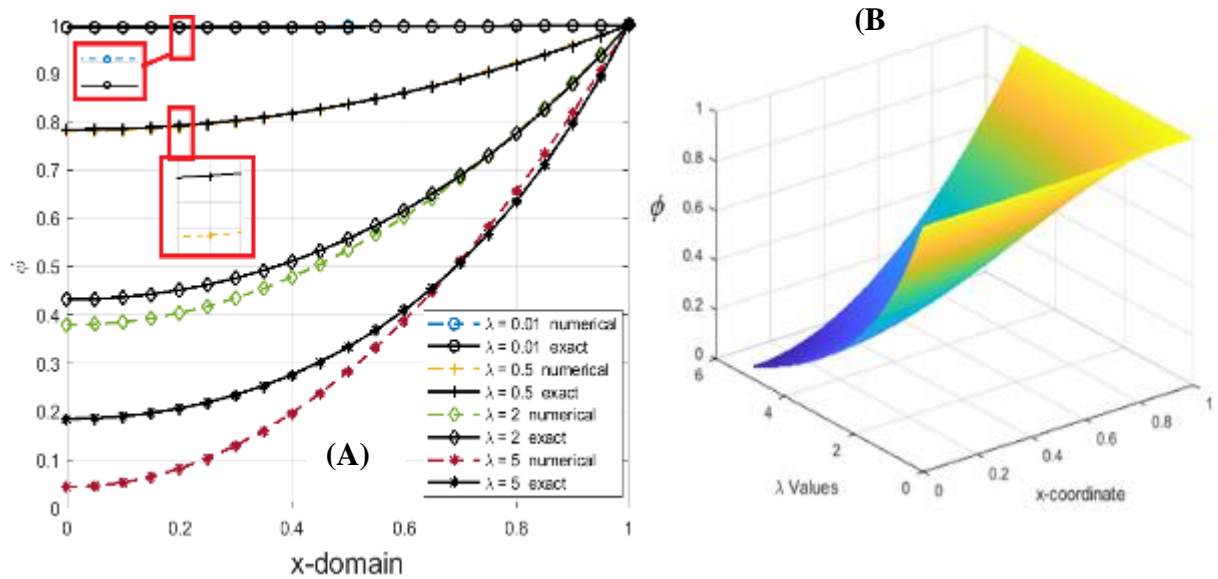 1
0.9
0.8
0.7
0.6
0.5
0.4
0.3
0.2
0.1
0
ϕ
0 0.2 0.4 0.6 0.8 1
x-domain
λ = 0.01 numerical
λ = 0.01 exact
λ = 0.5 numerical
λ = 0.5 exact
λ = 2 numerical
λ = 2 exact
λ = 5 numerical
λ = 5 exact
(A)
(B)
1
0.8
0.6
0.4
0.2
0
ϕ
6
4
2
0
λ Values
0
0.2
0.4
0.6
0.8
1
x-coordinate